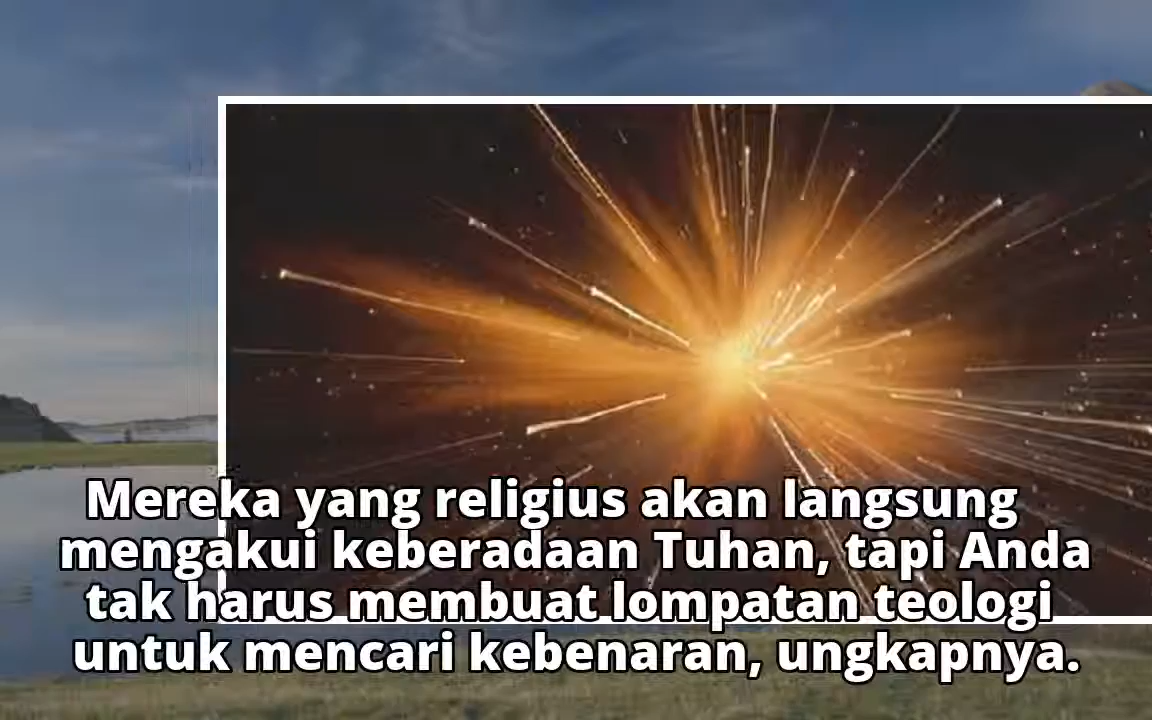 Mereka yang religius akan langsung
mengakui keberadaan Tuhan, tapi Anda
tak harus membuat lompatan teologi
untuk mencari kebenaran, ungkapnya.